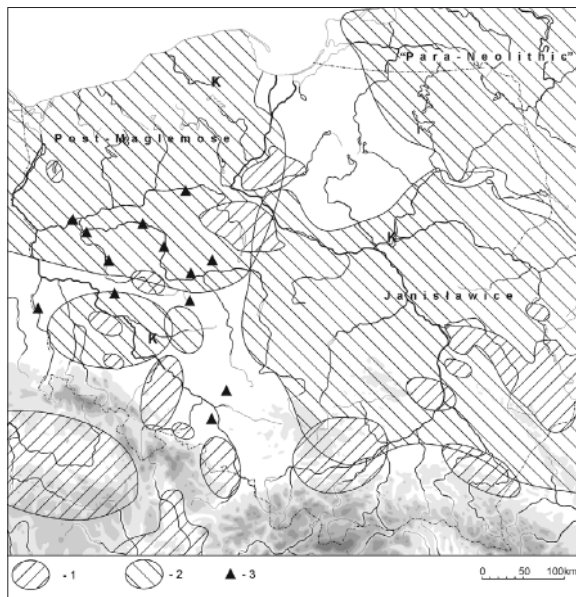 "Para-Neolithic"
K
Post-Maglemose
K
Janisławice
K
- 1
- 2
- 3
0 50 100km